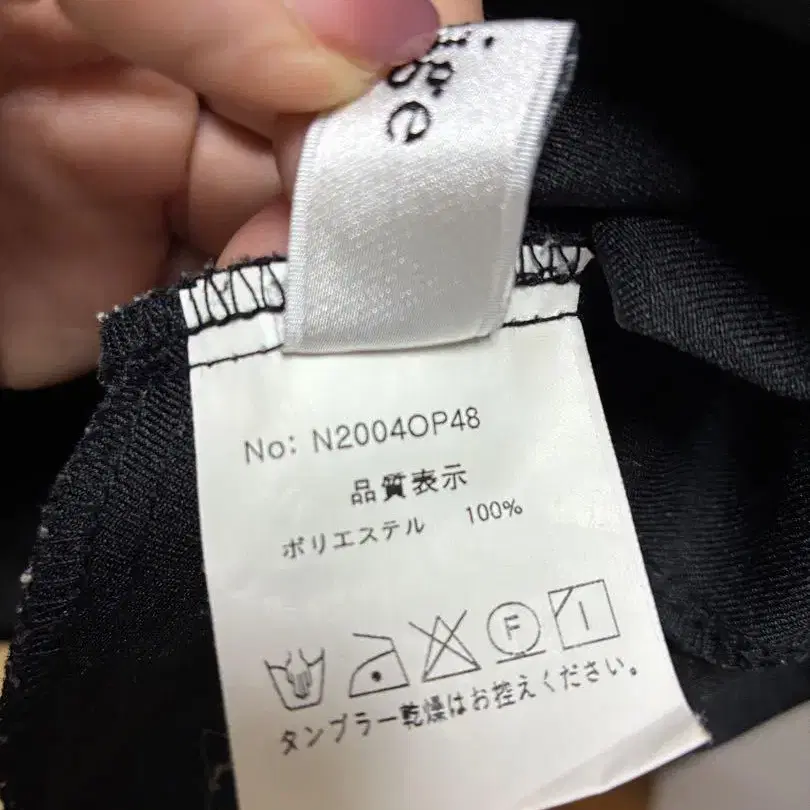 ge
No: N2004OP48
品質表示
ポリエステル 100%
F
タンブラー乾燥はお控えください。